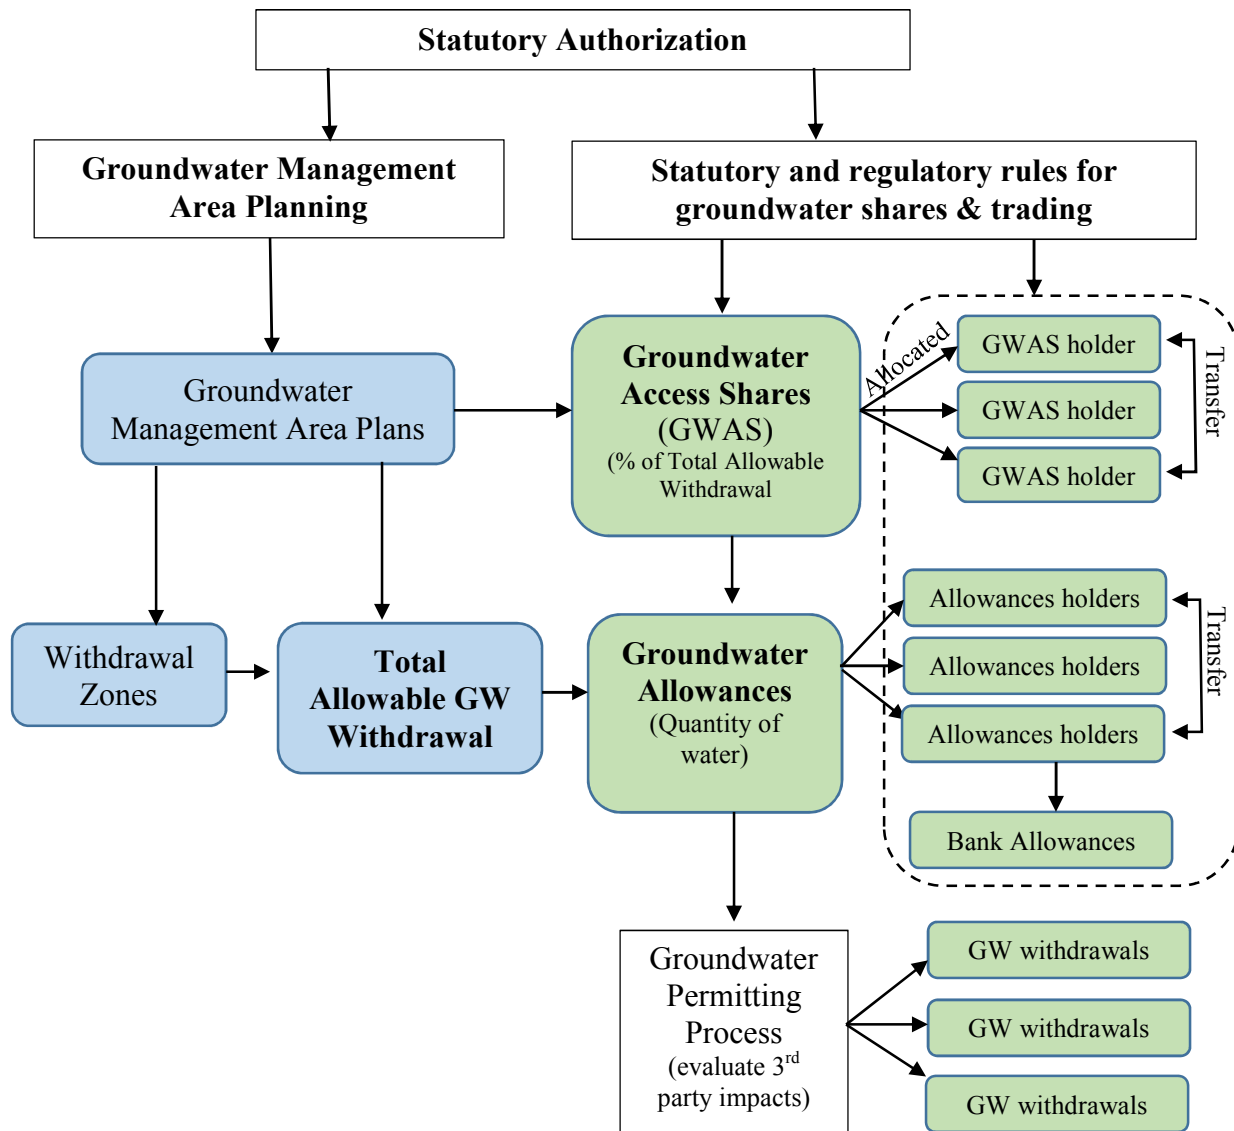 Statutory Authorization
Groundwater Management
Area Planning
Statutory and regulatory rules for
groundwater shares & trading
Groundwater
Management Area Plans
Groundwater
Access Shares
(GWAS)
(% of Total Allowable
Withdrawal
Allocated
GWAS holder
GWAS holder
GWAS holder
Transfer
Withdrawal
Zones
Total
Allowable GW
Withdrawal
Groundwater
Allowances
(Quantity of
water)
Allowances holders
Allowances holders
Allowances holders
Transfer
Bank Allowances
Groundwater
Permitting
Process
(evaluate 3rd
party impacts)
GW withdrawals
GW withdrawals
GW withdrawals